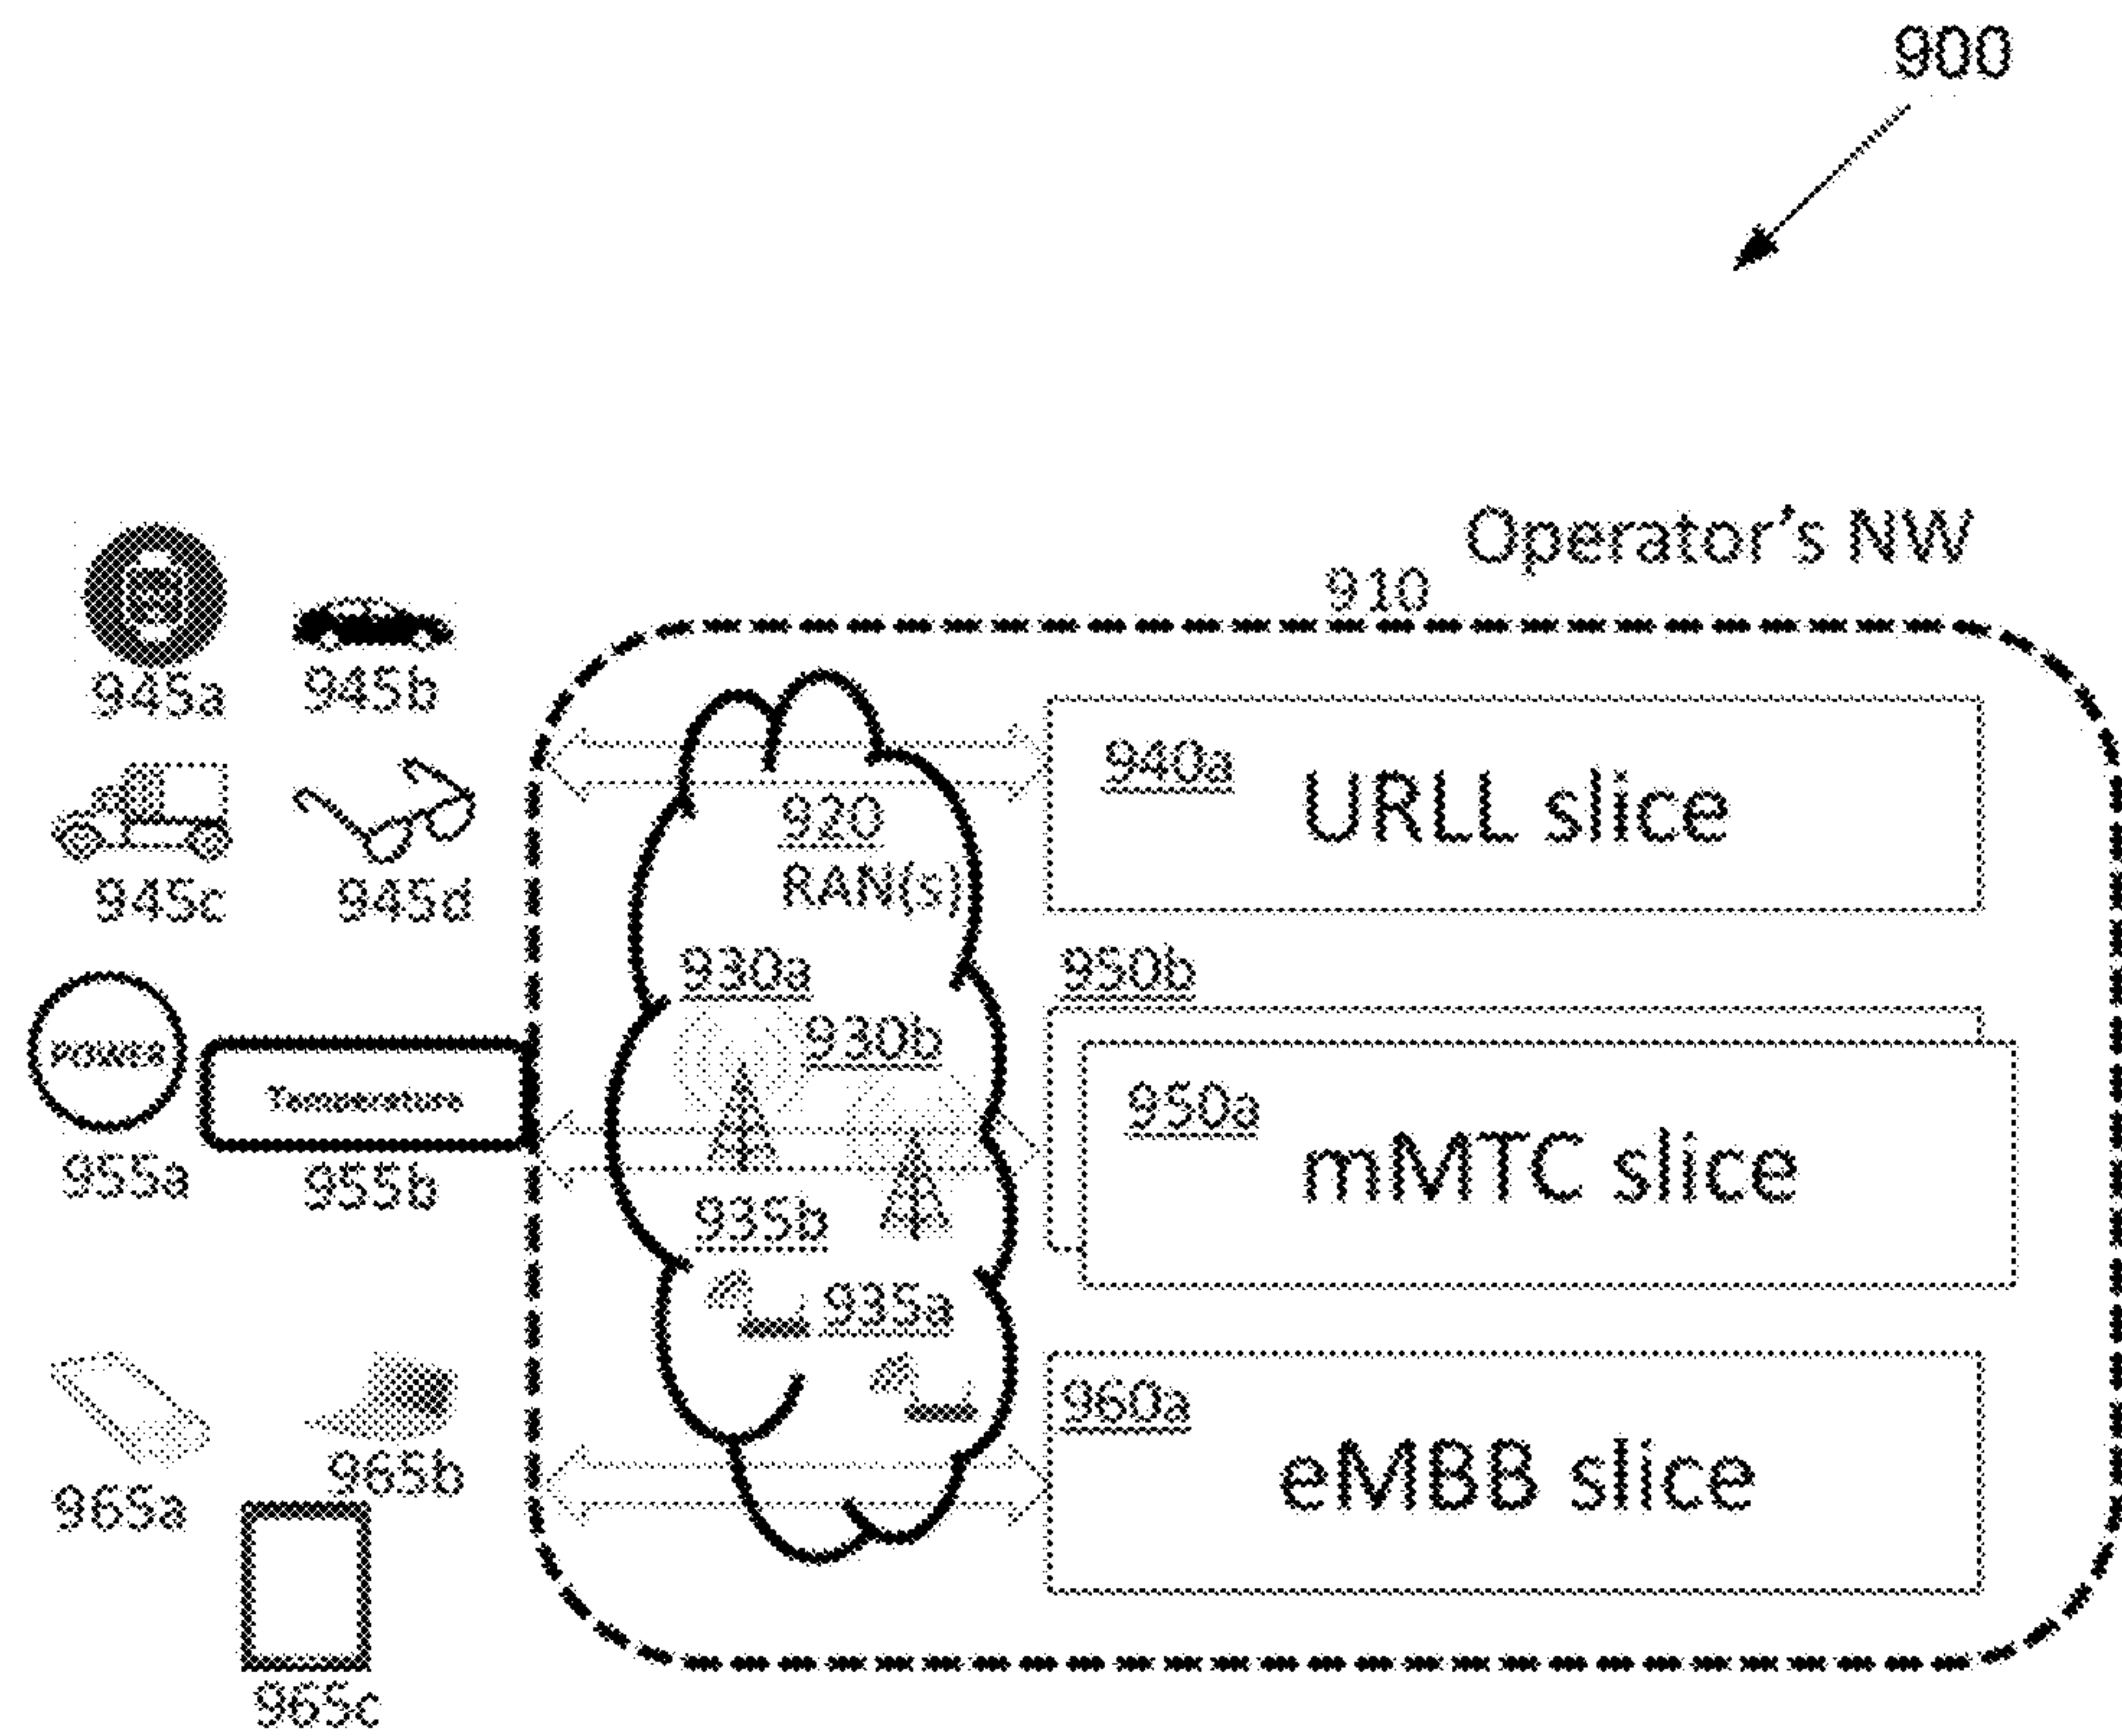 900
Operator's NW
910
945a
945b
940a
URLL slice
920
RAN(s)
945c
945d
930a
950b
930b
POWER
Temperature
950a
mMTC slice
955a
955b
935b
935a
960a
eMBB slice
965a
965b
965c